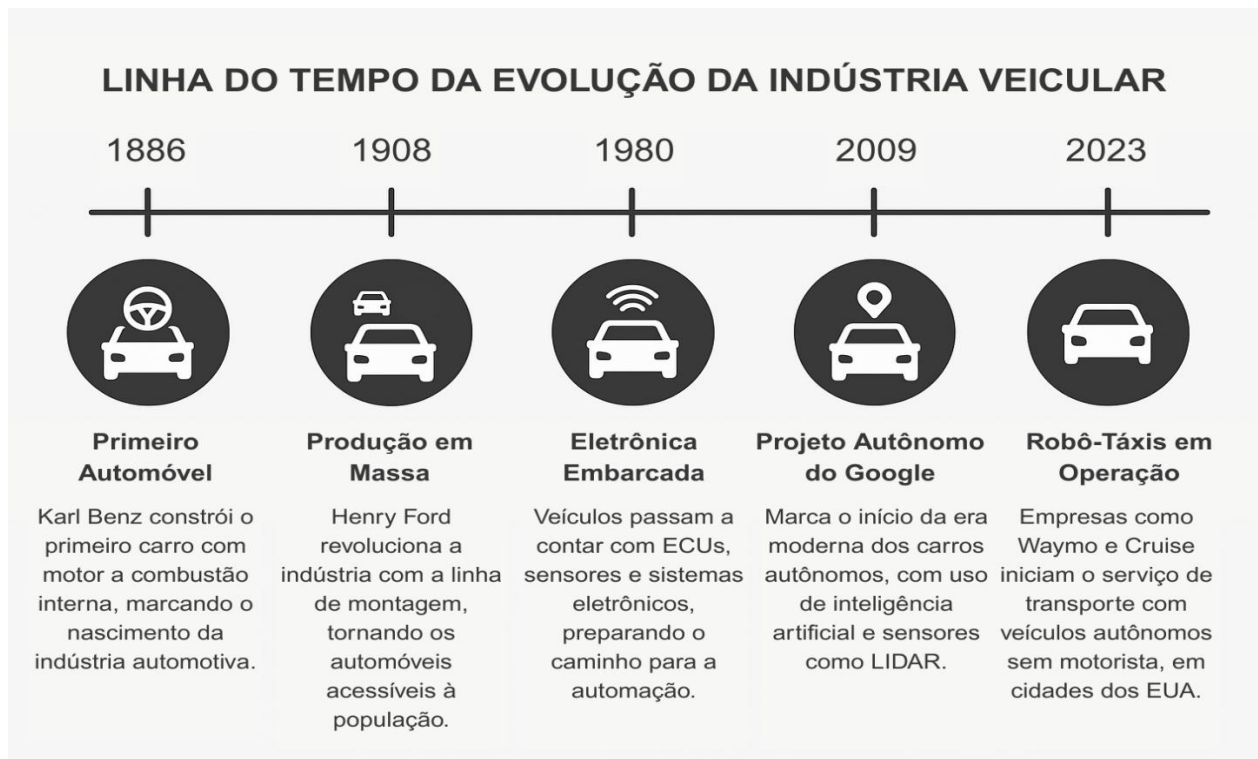 LINHA DO TEMPO DA EVOLUÇÃO DA INDÚSTRIA VEICULAR
1886
1908
1980
2009
2023
Primeiro
Automóvel
Karl Benz constrói o
primeiro carro com
motor a combustão
interna, marcando o
nascimento da
indústria automotiva.
Produção em
Massa
Henry Ford
revoluciona a
indústria com a linha
de montagem,
tornando os
automóveis
acessíveis à
população.
Eletrônica
Embarcada
Veículos passam a
contar com ECUs,
sensores e sistemas
eletrônicos,
preparando o
caminho para a
automação.
Projeto Autônomo
do Google
Marca o início da era
moderna dos carros
autônomos, com uso
de inteligência
artificial e sensores
como LIDAR.
Robô-Táxis em
Operação
Empresas como
Waymo e Cruise
iniciam o serviço de
transporte com
veículos autônomos
sem motorista, em
cidades dos EUA.